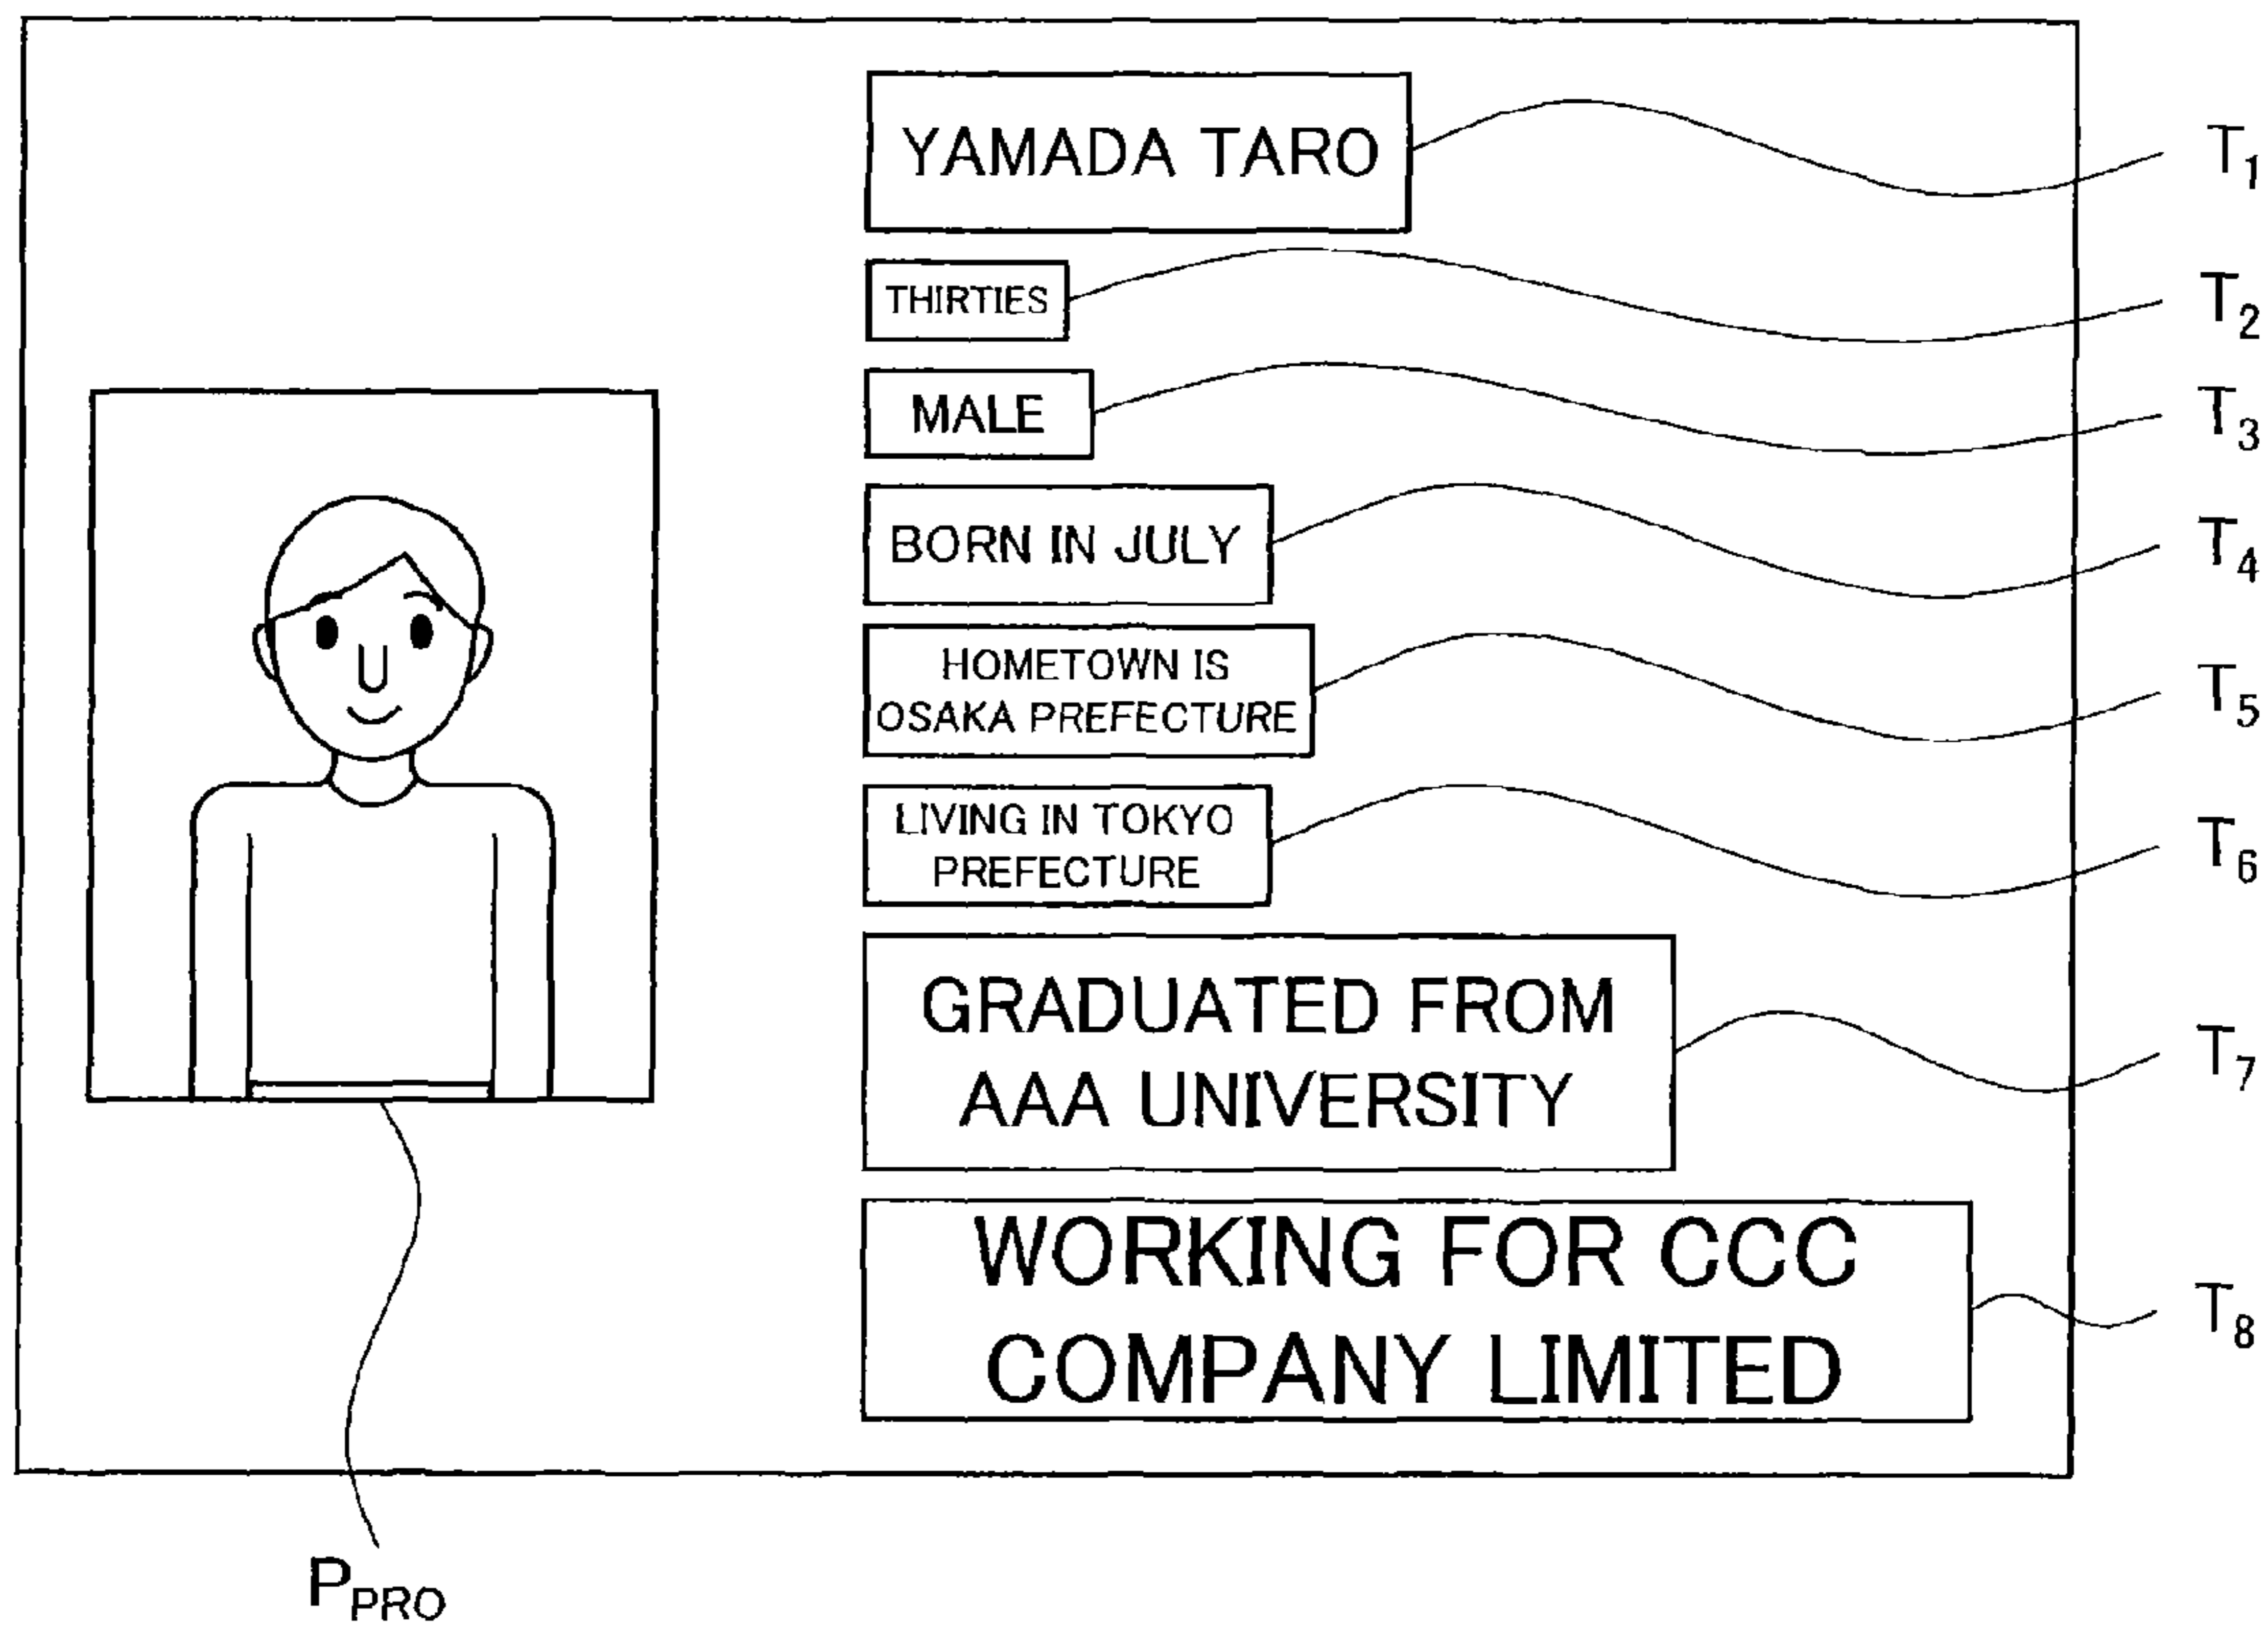 YAMADA TARO
T1
THIRTIES
T2
MALE
T3
BORN IN JULY
T4
HOMETOWN IS
OSAKA PREFECTURE
T5
LIVING IN TOKYO
PREFECTURE
T6
GRADUATED FROM
AAA UNIVERSITY
T7
WORKING FOR CCC
COMPANY LIMITED
T8
PPRO